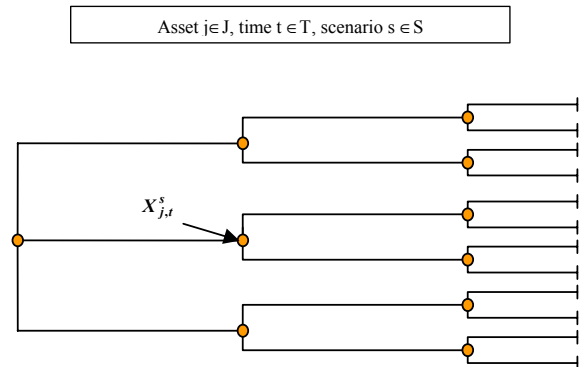 Asset j∈J, time t∈T, scenario s∈S
X^s_{j,t}